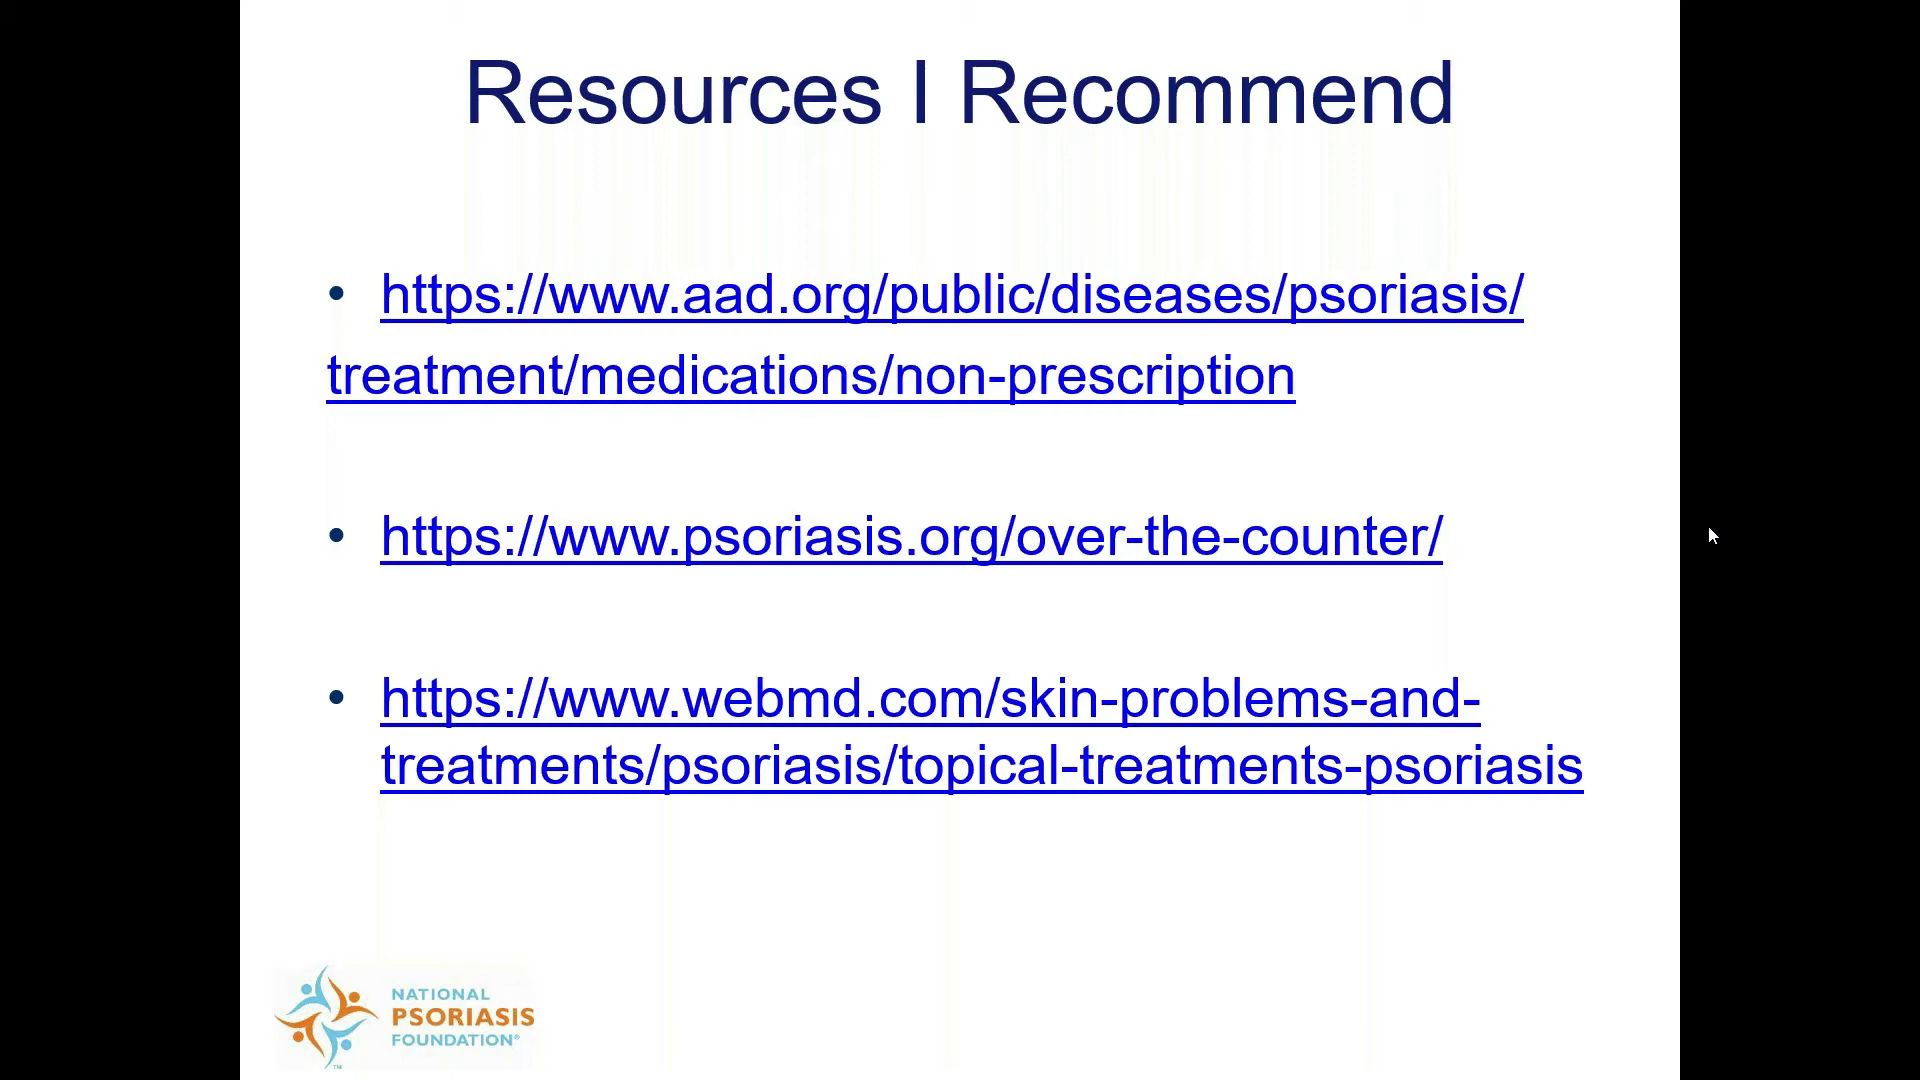 Resources I Recommend
• https://www.aad.org/public/diseases/psoriasis/
treatment/medications/non-prescription
• https://www.psoriasis.org/over-the-counter/
• https://www.webmd.com/skin-problems-and-
treatments/psoriasis/topical-treatments-psoriasis
NATIONAL
PSORIASIS
FOUNDATION®
™